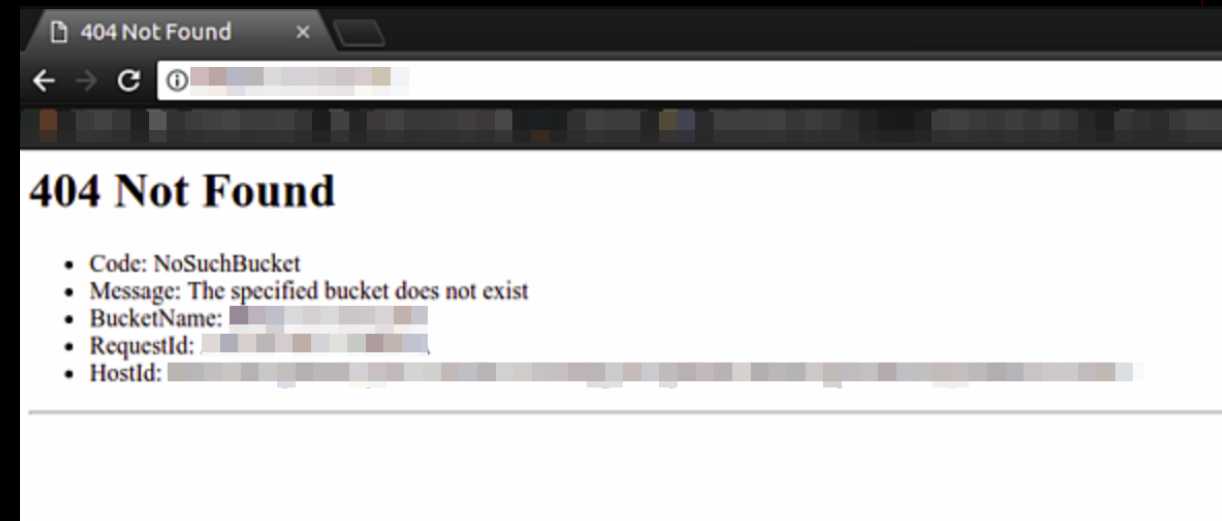 404 Not Found
404 Not Found
Code: NoSuchBucket
Message: The specified bucket does not exist
BucketName:
RequestId:
HostId: